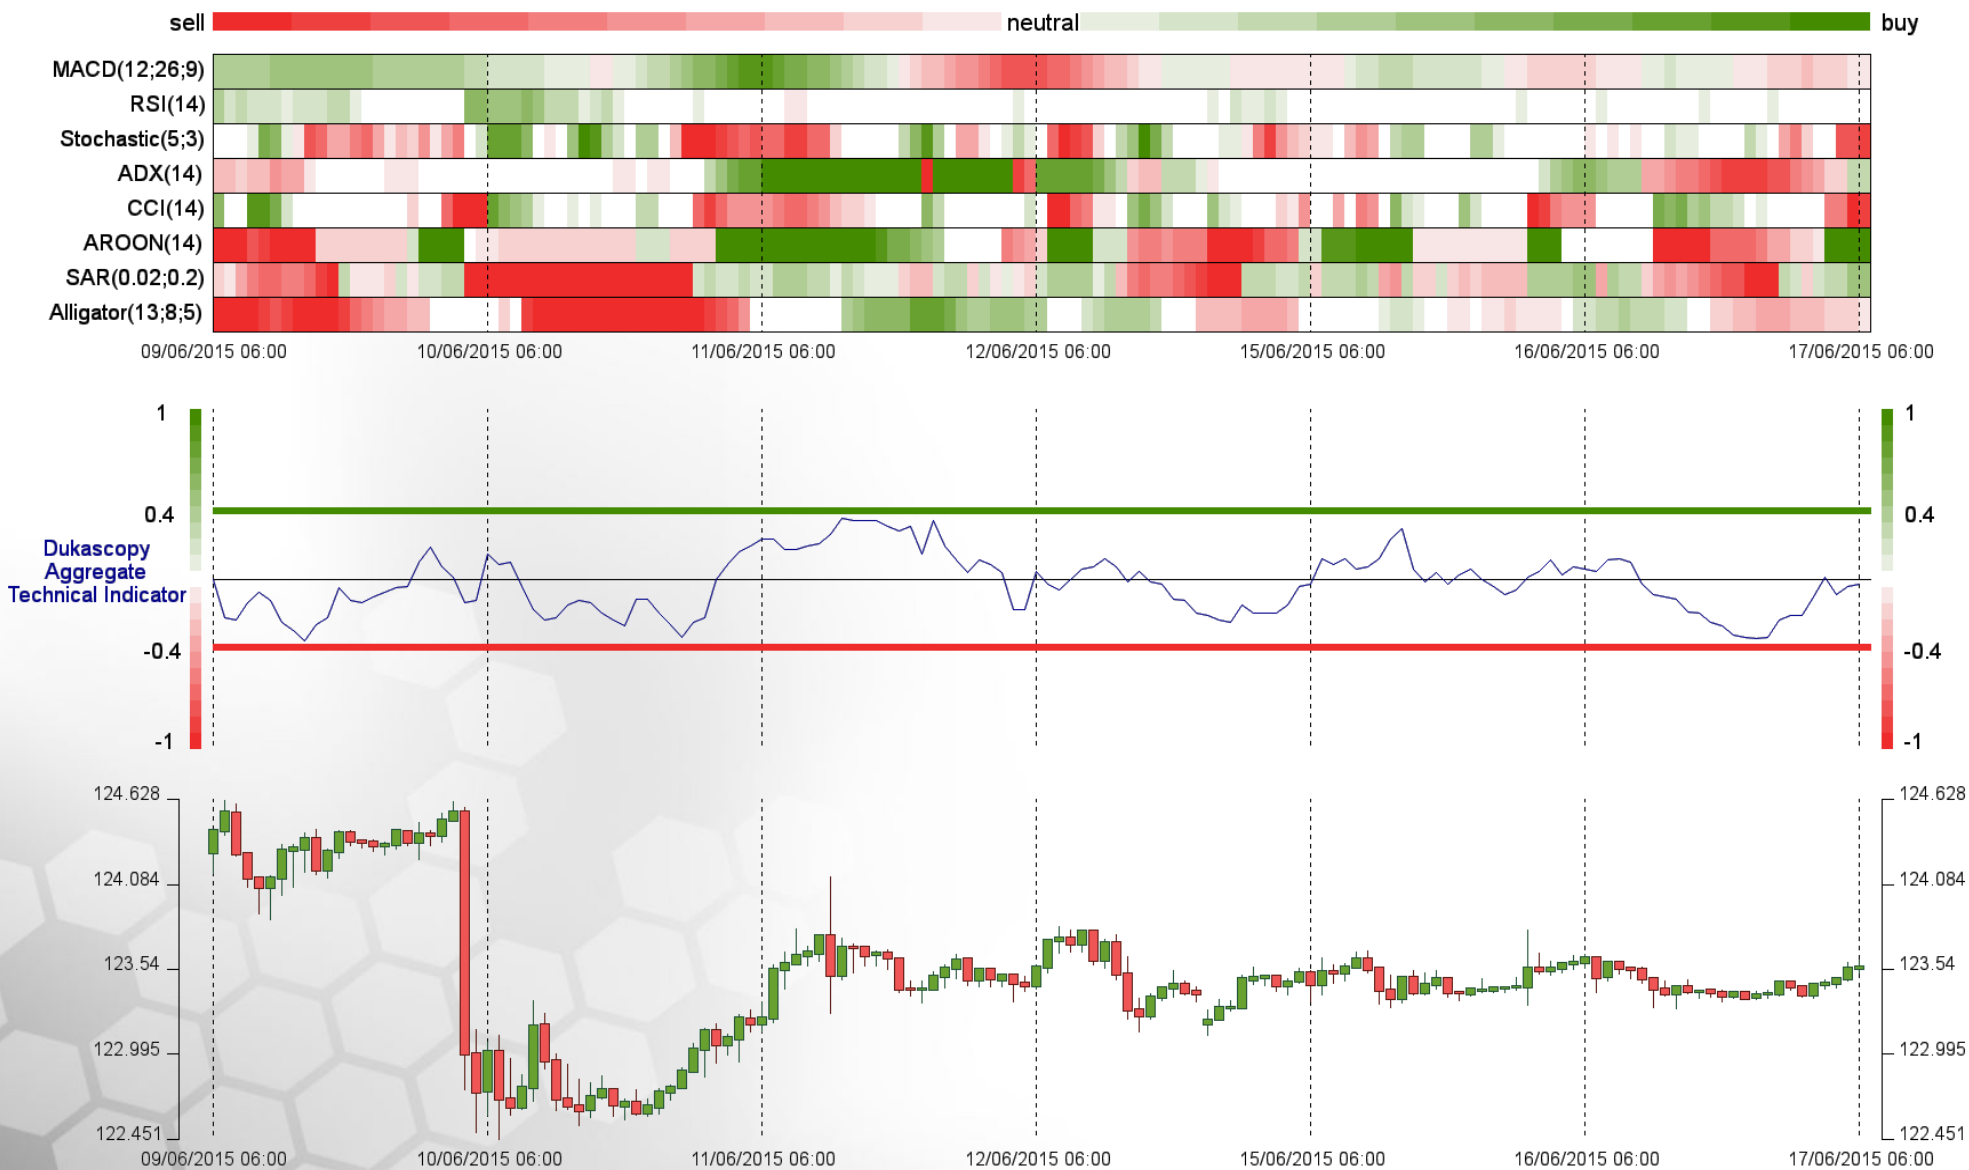 sell neutral buy
MACD(12;26;9)
RSI(14)
Stochastic(5;3)
ADX(14)
CCI(14)
AROON(14)
SAR(0.02;0.2)
Alligator(13;8;5)
09/06/2015 06:00 10/06/2015 06:00 11/06/2015 06:00 12/06/2015 06:00 15/06/2015 06:00 16/06/2015 06:00 17/06/2015 06:00
1 1
0.4 0.4
Dukascopy
Aggregate
Technical Indicator
-0.4 -0.4
-1 -1
124.628 124.628
124.084 124.084
123.54 123.54
122.995 122.995
122.451 122.451
09/06/2015 06:00 10/06/2015 06:00 11/06/2015 06:00 12/06/2015 06:00 15/06/2015 06:00 16/06/2015 06:00 17/06/2015 06:00